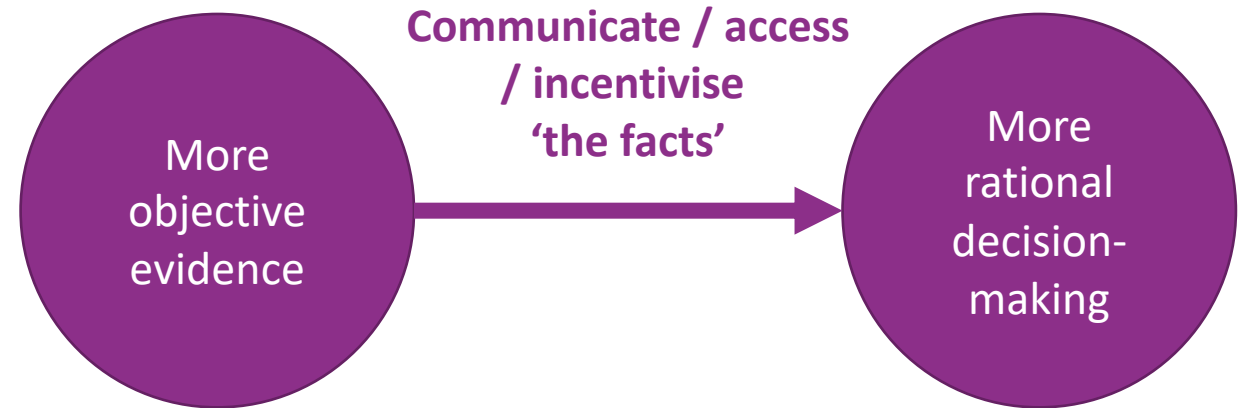 Communicate / access
/ incentivise
‘the facts’
More
objective
evidence
More
rational
decision-
making